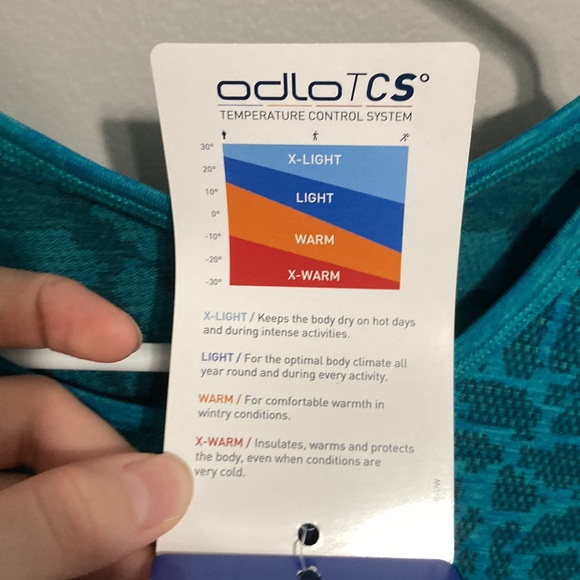 odlo TCS°
TEMPERATURE CONTROL SYSTEM
30°
20°
10°
0°
-10°
-20°
-30°
X-LIGHT
LIGHT
WARM
X-WARM
X-LIGHT / Keeps the body dry on hot days
and during intense activities.
LIGHT / For the optimal body climate all
year round and during every activity.
WARM / For comfortable warmth in
wintry conditions.
X-WARM / Insulates, warms and protects
the body, even when conditions are
very cold.